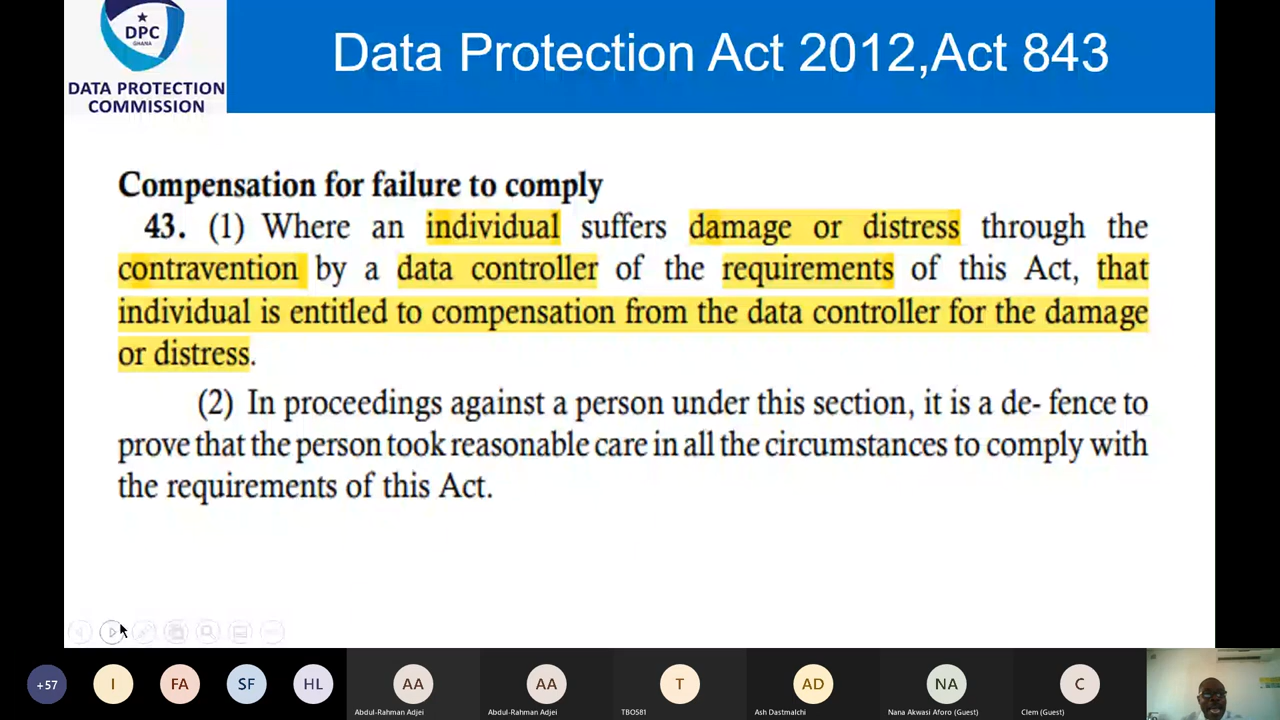 DPC
GHANA
DATA PROTECTION
COMMISSION
Data Protection Act 2012,Act 843
Compensation for failure to comply
43. (1) Where an individual suffers damage or distress through the
contravention by a data controller of the requirements of this Act, that
individual is entitled to compensation from the data controller for the damage
or distress.
(2) In proceedings against a person under this section, it is a de- fence to
prove that the person took reasonable care in all the circumstances to comply with
the requirements of this Act.
+57 I FA SF HL AA AA T AD NA C
Abdul-Rahman Adjei Abdul-Rahman Adjei TBO581 Ash Dastmalchi Nana Akwasi Aforo (Guest) Clem (Guest)